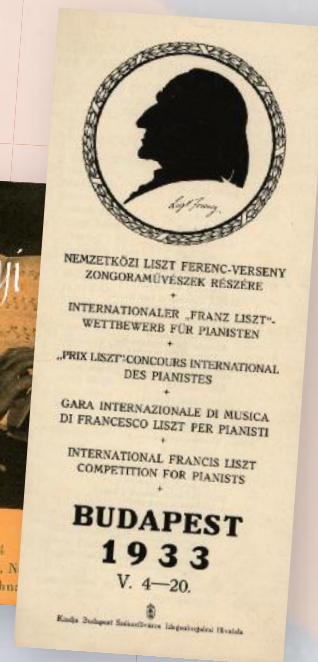 Liszt Ferenc
NEMZETKÖZI LISZT FERENC-VERSENY
ZONGORAMŰVÉSZEK RÉSZÉRE
+
INTERNATIONALER „FRANZ LISZT"-
WETTBEWERB FÜR PIANISTEN
+
„PRIX LISZT"-CONCOURS INTERNATIONAL
DES PIANISTES
+
GARA INTERNAZIONALE DI MUSICA
DI FRANCESCO LISZT PER PIANISTI
+
INTERNATIONAL FRANCIS LISZT
COMPETITION FOR PIANISTS
+
BUDAPEST
1933
V. 4—20.
Kiadja Budapest Székesfőváros Idegenforgalmi Hivatala